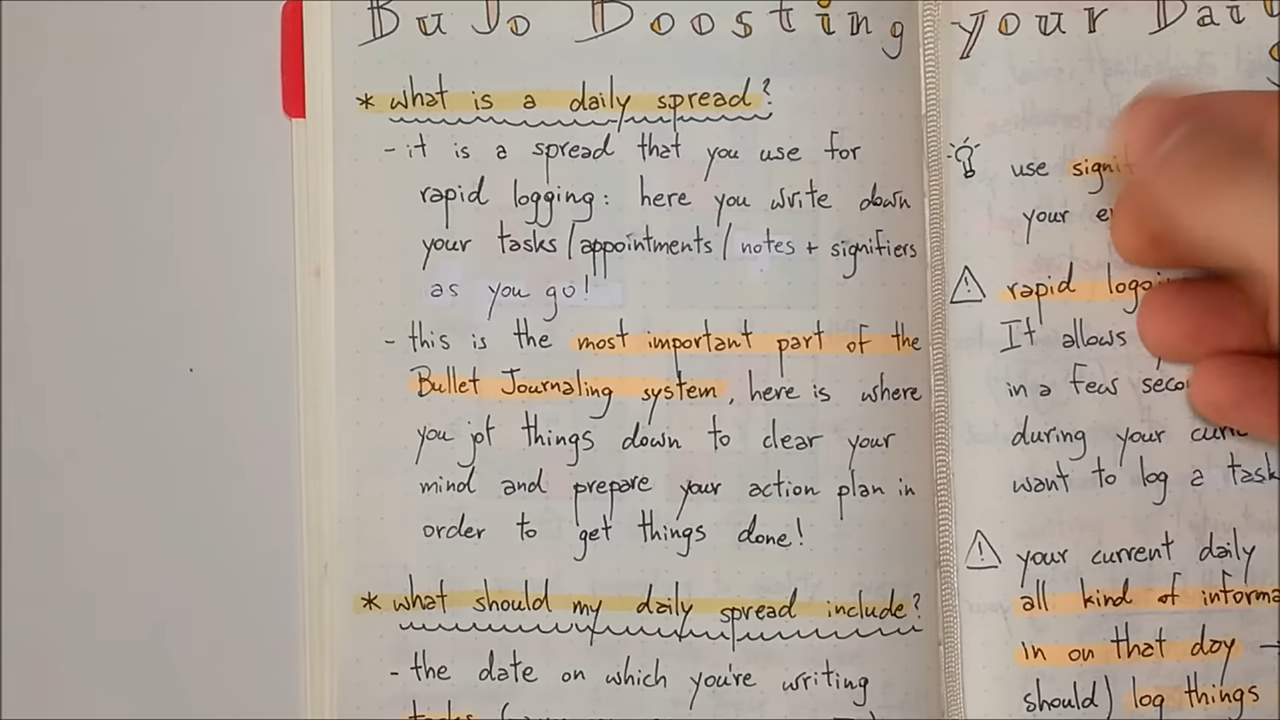 BuJo Boosting your Dai
* what is a daily spread?
- it is a spread that you use for
rapid logging: here you write down
your tasks/appointments/notes + signifiers
as you go!
- this is the most important part of the
Bullet Journaling system, here is where
you jot things down to clear your
mind and prepare your action plan in
order to get things done!
* what should my daily spread include?
- the date on which you're writing
tasks
use signi
your
rapid
It allows
in a few
during your
want to log a task
your current daily
all kind of informa
in on that day →
should) log things